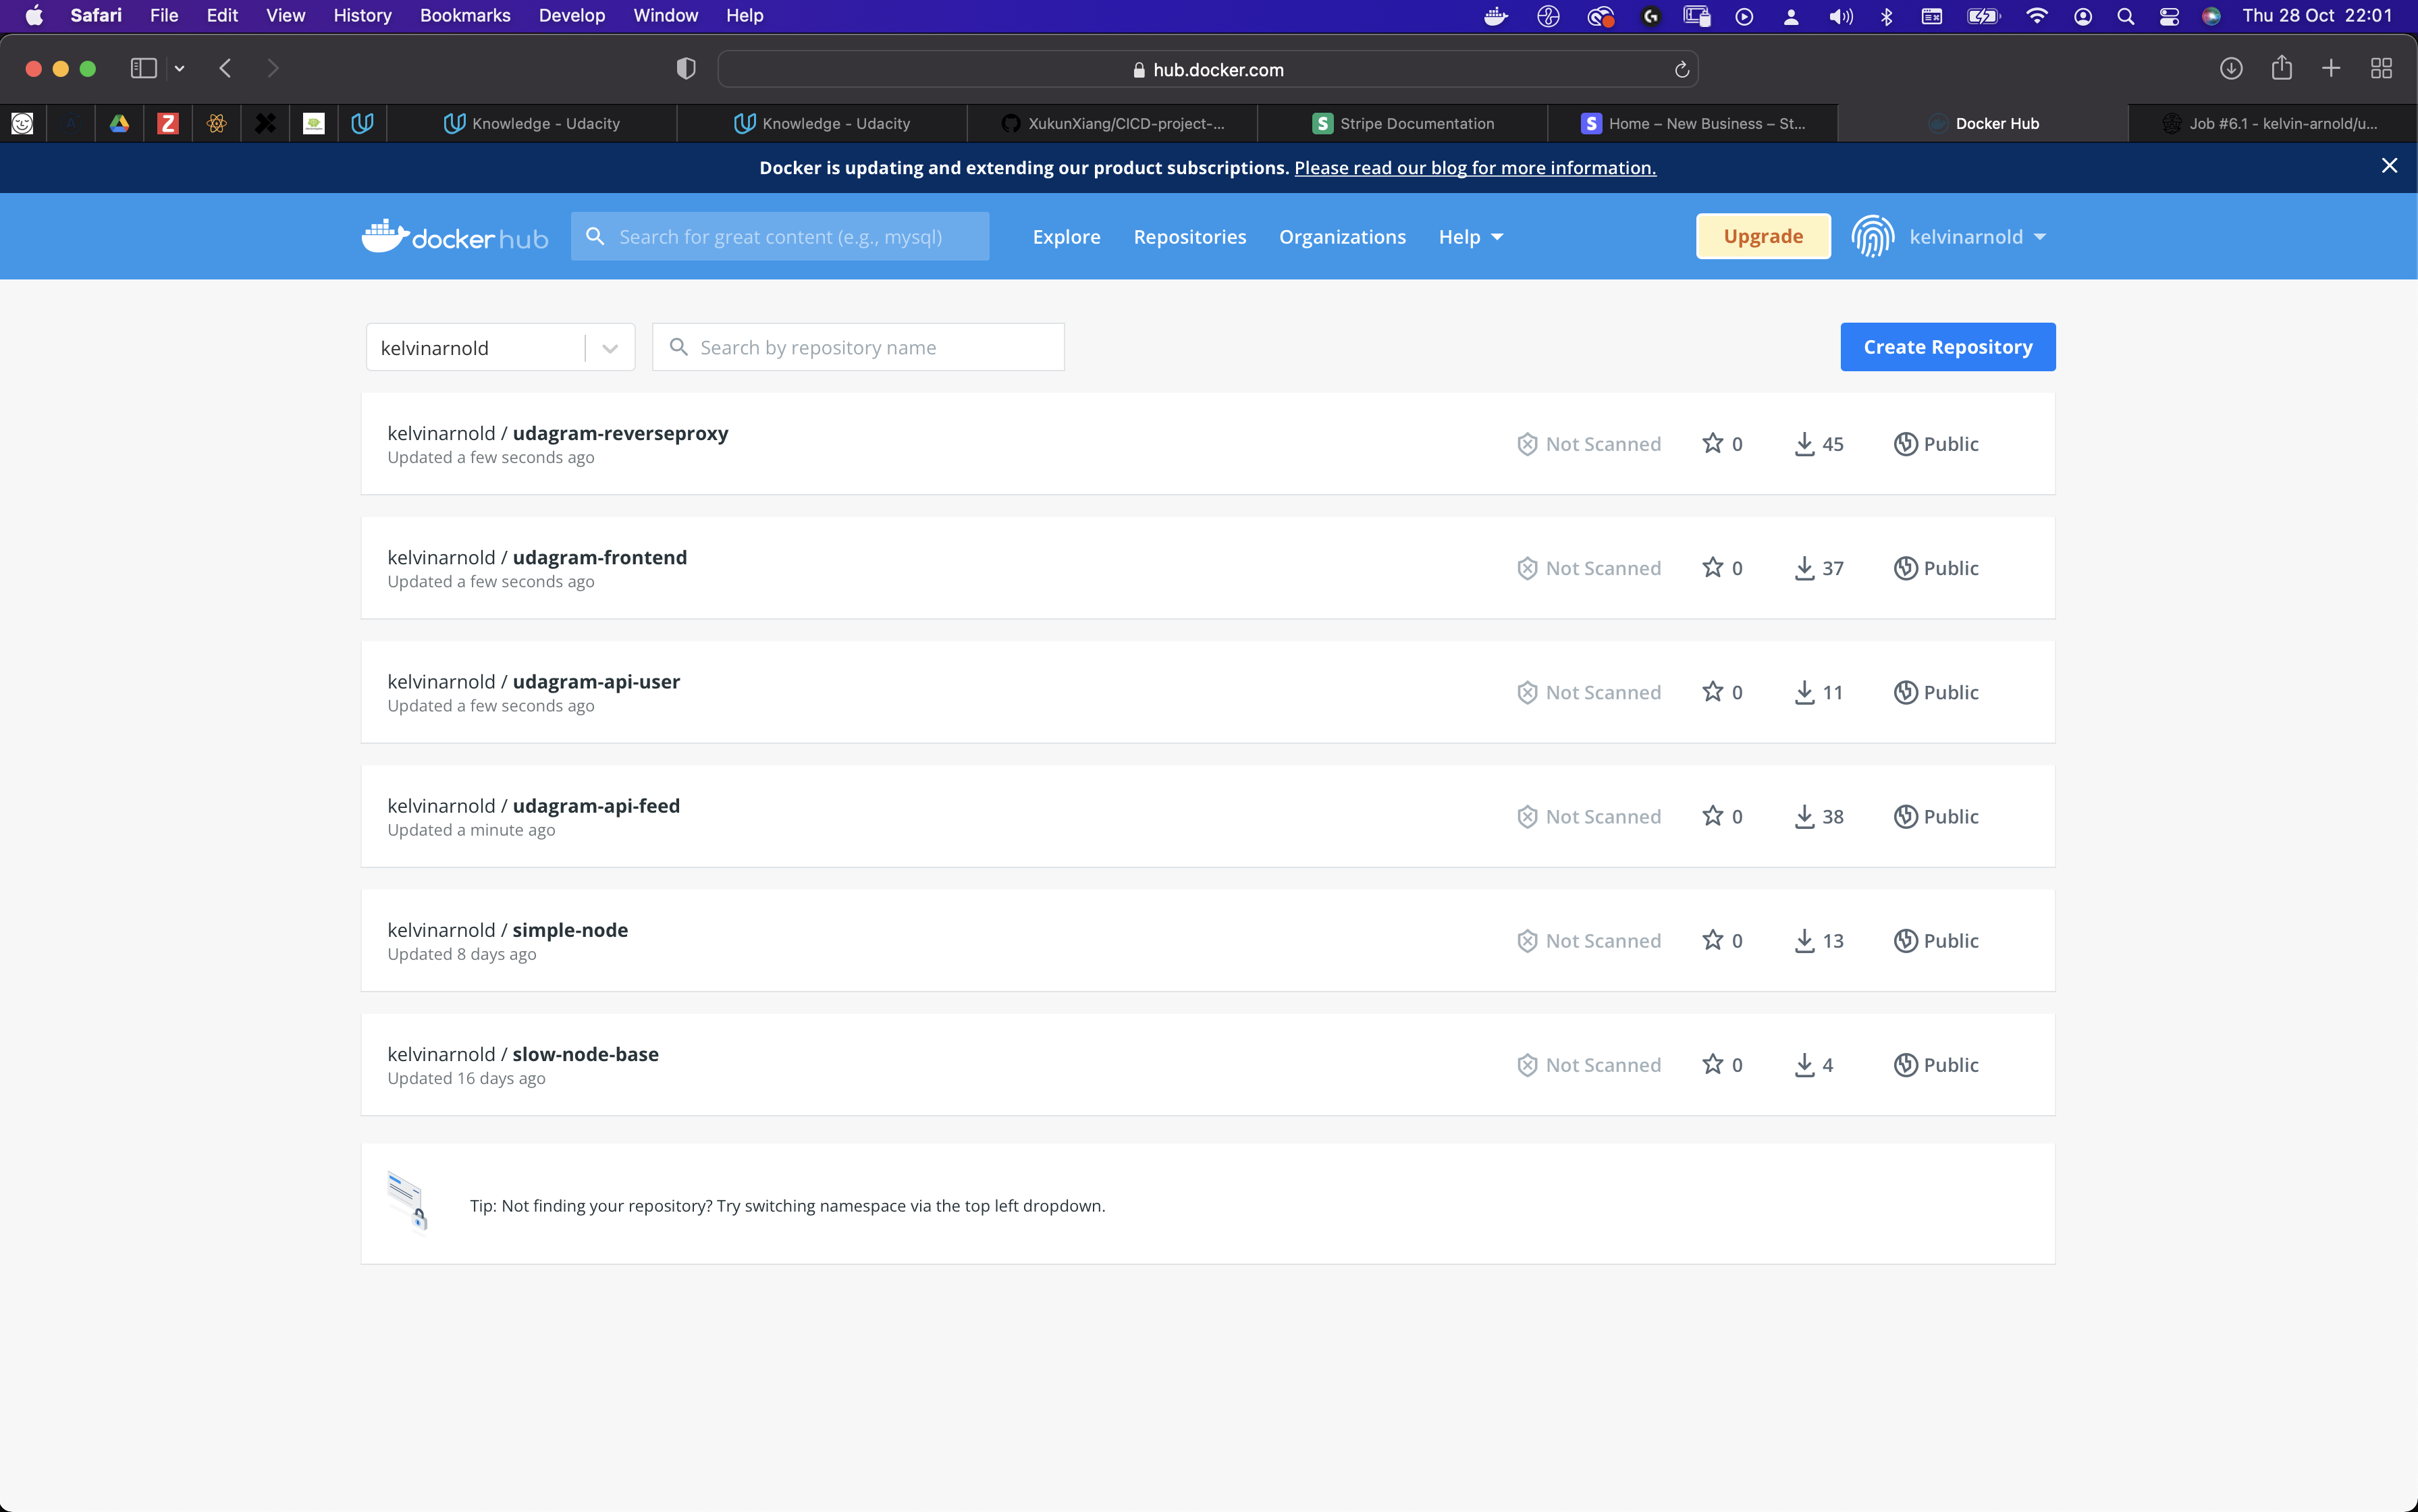 Safari File Edit View History Bookmarks Develop Window Help Thu 28 Oct 22:01
hub.docker.com
Knowledge - Udacity Knowledge - Udacity XukunXiang/CICD-project-... Stripe Documentation Home – New Business – St... Docker Hub Job #6.1 - kelvin-arnold/u...
Docker is updating and extending our product subscriptions. Please read our blog for more information.
docker hub Search for great content (e.g., mysql) Explore Repositories Organizations Help Upgrade kelvinarnold
kelvinarnold Search by repository name Create Repository
kelvinarnold / udagram-reverseproxy
Updated a few seconds ago
Not Scanned 0 45 Public
kelvinarnold / udagram-frontend
Updated a few seconds ago
Not Scanned 0 37 Public
kelvinarnold / udagram-api-user
Updated a few seconds ago
Not Scanned 0 11 Public
kelvinarnold / udagram-api-feed
Updated a minute ago
Not Scanned 0 38 Public
kelvinarnold / simple-node
Updated 8 days ago
Not Scanned 0 13 Public
kelvinarnold / slow-node-base
Updated 16 days ago
Not Scanned 0 4 Public
Tip: Not finding your repository? Try switching namespace via the top left dropdown.